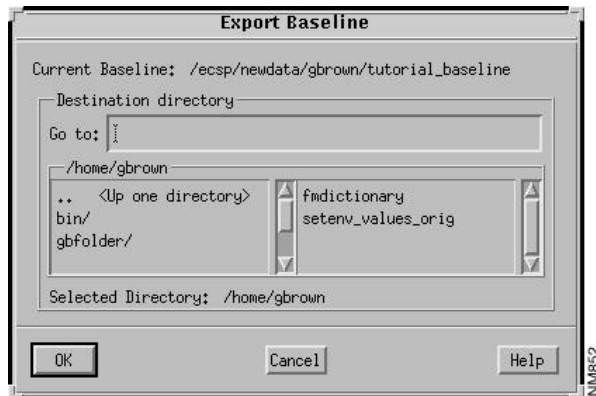 Export Baseline
Current Baseline: /ecsp/newdata/gbrown/tutorial_baseline
Destination directory
Go to:
/home/gbrown
.. <Up one directory>
bin/
gbfolder/
fmdictionary
setenv_values_orig
Selected Directory: /home/gbrown
OK
Cancel
Help
NM852